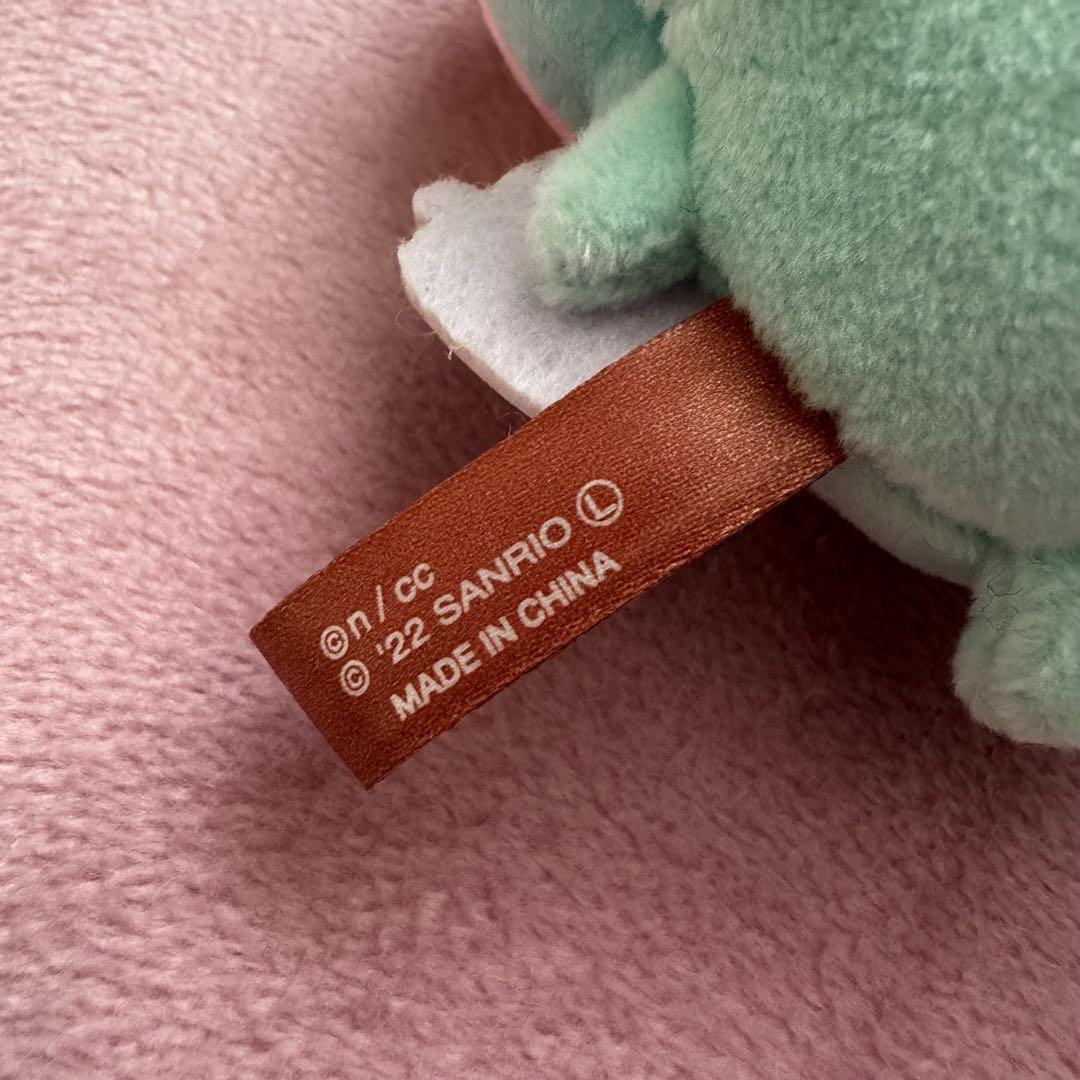 ©n / cc
© '22 SANRIO Ⓛ
MADE IN CHINA